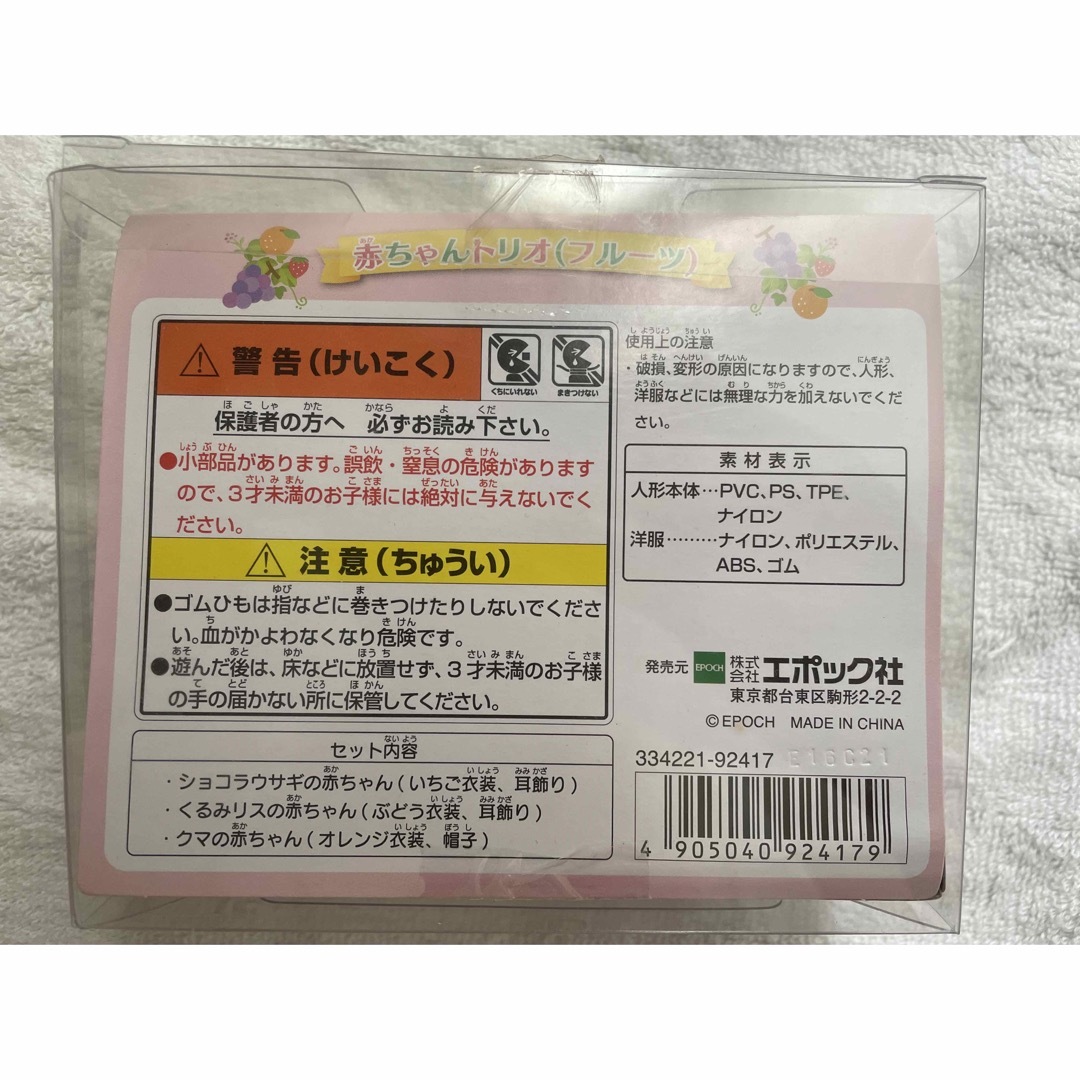 赤ちゃんトリオ(フルーツ)
警告(けいこく)
くちにいれない
まきつけない
保護者の方へ 必ずお読み下さい。
●小部品があります。誤飲・窒息の危険があります
ので、3才未満のお子様には絶対に与えないでく
ださい。
注意(ちゅうい)
●ゴムひもは指などに巻きつけたりしないでくださ
い。血がかよわなくなり危険です。
●遊んだ後は、床などに放置せず、3才未満のお子様
の手の届かない所に保管してください。
セット内容
・ショコラウサギの赤ちゃん(いちご衣装、耳飾り)
・くるみリスの赤ちゃん(ぶどう衣装、耳飾り)
・クマの赤ちゃん(オレンジ衣装、帽子)
使用上の注意
・破損、変形の原因になりますので、人形、
洋服などには無理な力を加えないでくだ
さい。
素材表示
人形本体…PVC、PS、TPE、
ナイロン
洋服………ナイロン、ポリエステル、
ABS、ゴム
発売元 EPOCH 株式会社 エポック社
東京都台東区駒形2-2-2
©EPOCH MADE IN CHINA
334221-92417
4 905040 924179